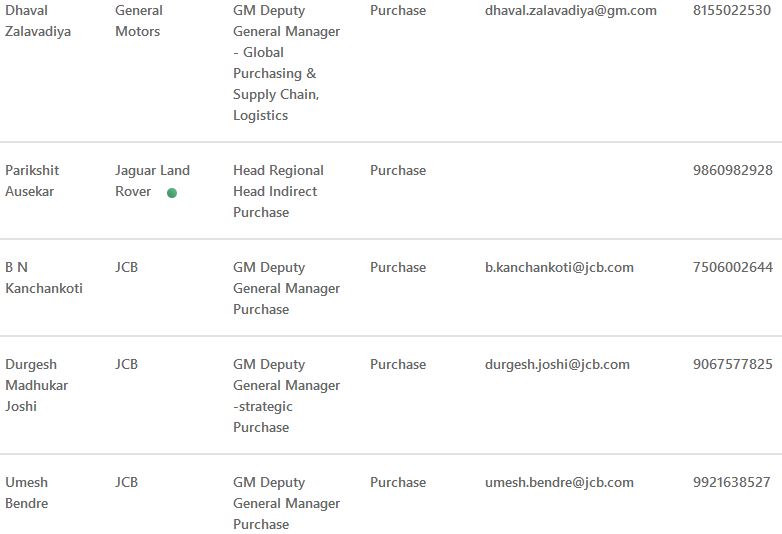 Dhaval General GM Deputy Purchase dhaval.zalavadiya@gm.com 8155022530
Zalavadiya Motors General Manager
- Global
Purchasing &
Supply Chain,
Logistics
Parikshit Jaguar Land Head Regional Purchase 9860982928
Ausekar Rover Head Indirect
Purchase
B N JCB GM Deputy Purchase b.kanchankoti@jcb.com 7506002644
Kanchankoti General Manager
Purchase
Durgesh JCB GM Deputy Purchase durgesh.joshi@jcb.com 9067577825
Madhukar General Manager
Joshi -strategic
Purchase
Umesh JCB GM Deputy Purchase umesh.bendre@jcb.com 9921638527
Bendre General Manager
Purchase